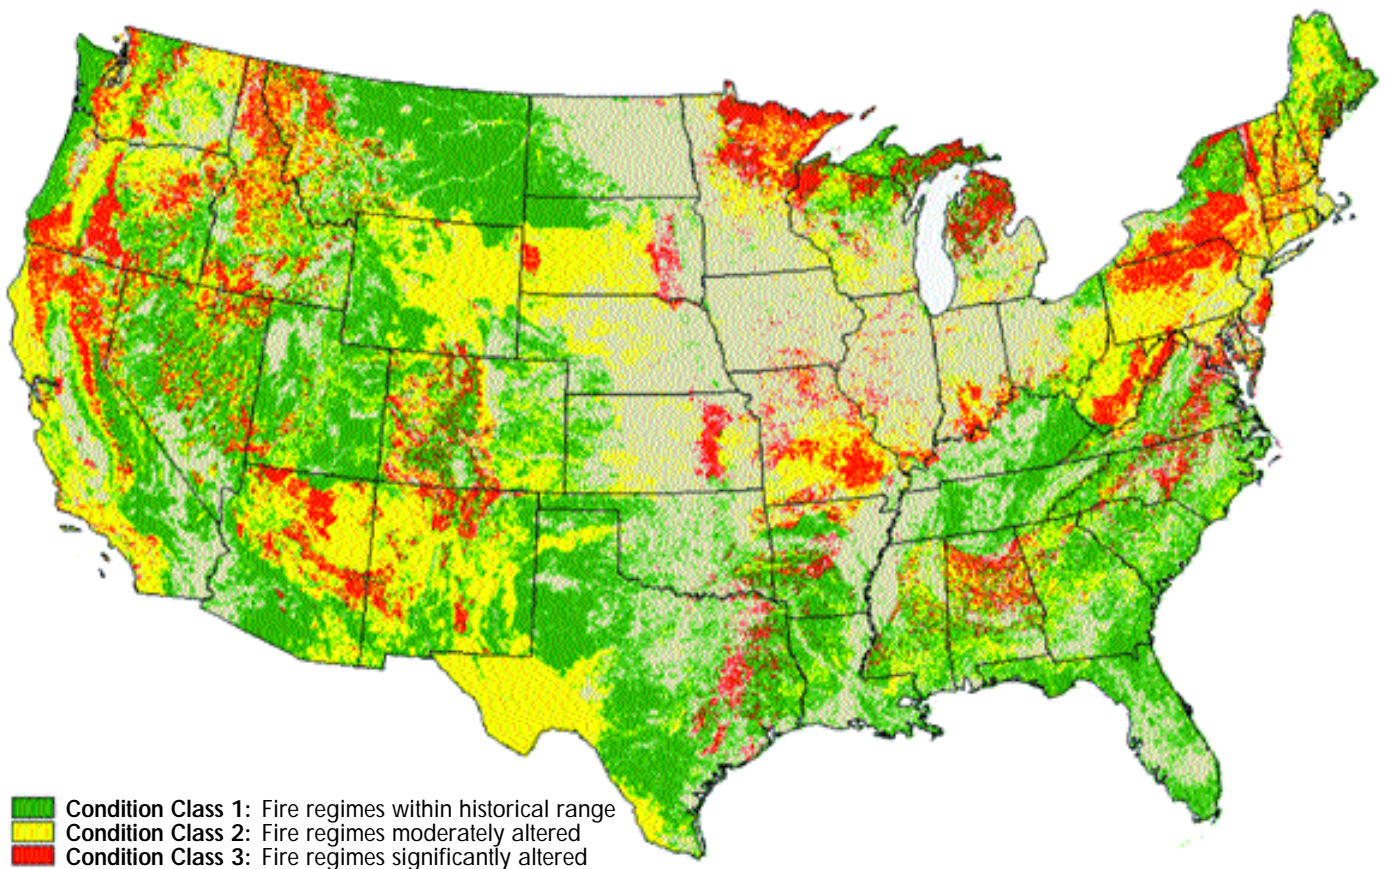 Condition Class 1: Fire regimes within historical range
Condition Class 2: Fire regimes moderately altered
Condition Class 3: Fire regimes significantly altered